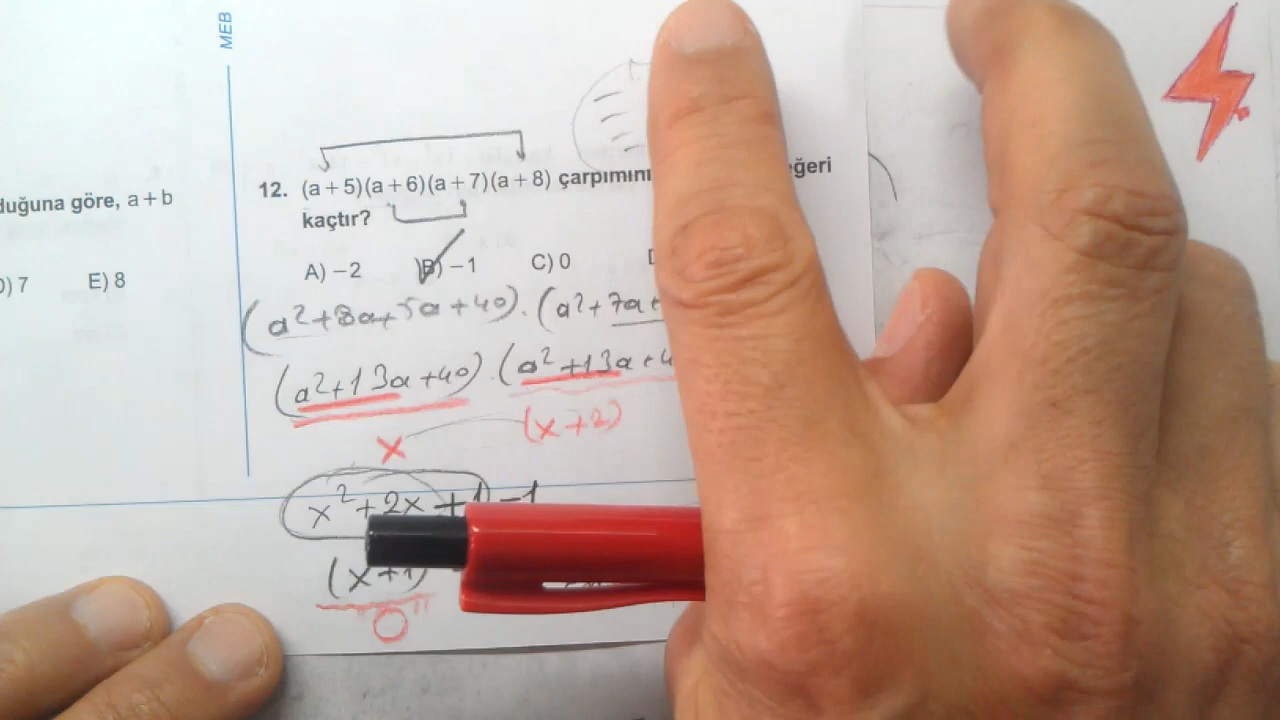 MEB
duğuna göre, a+b
D) 7 E) 8
12. (a+5)(a+6)(a+7)(a+8) çarpımını
kaçtır?
A) −2 B) −1 C) 0
(a²+8a+5a+40).(a²+7a+
(a²+13a+40).(a²+13a+4
x (x+2)
x²+2x+1-1
(x+1)
0